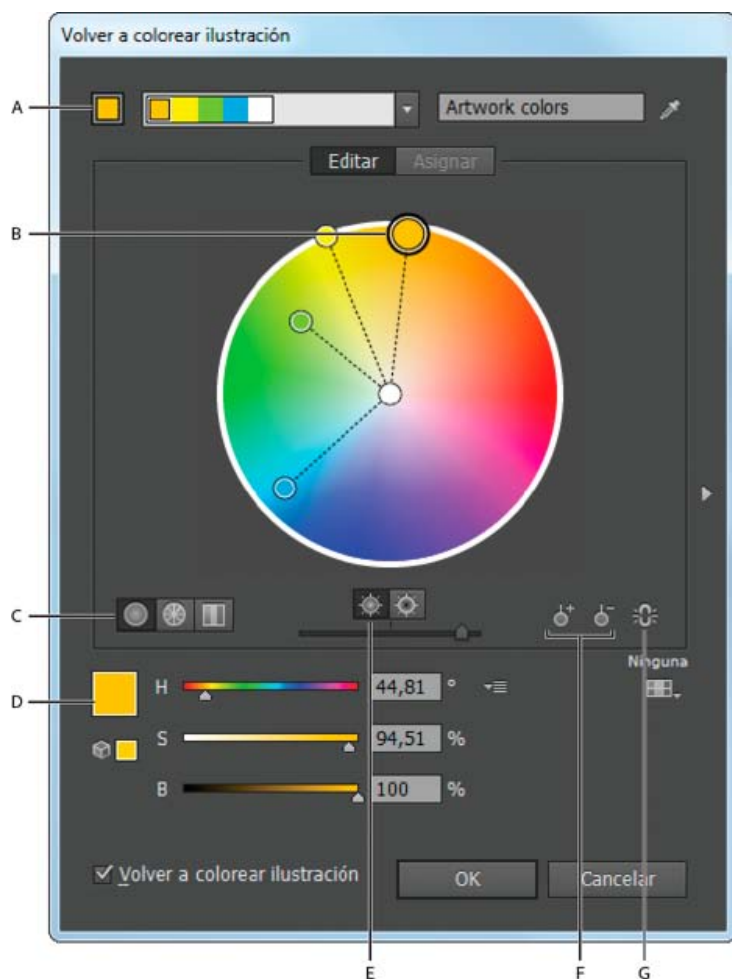 Volver a colorear ilustración
A
Artwork colors
Editar Asignar
B
C
Ninguna
D
H 44,81 °
S 94,51 %
B 100 %
Volver a colorear ilustración OK Cancelar
E F G